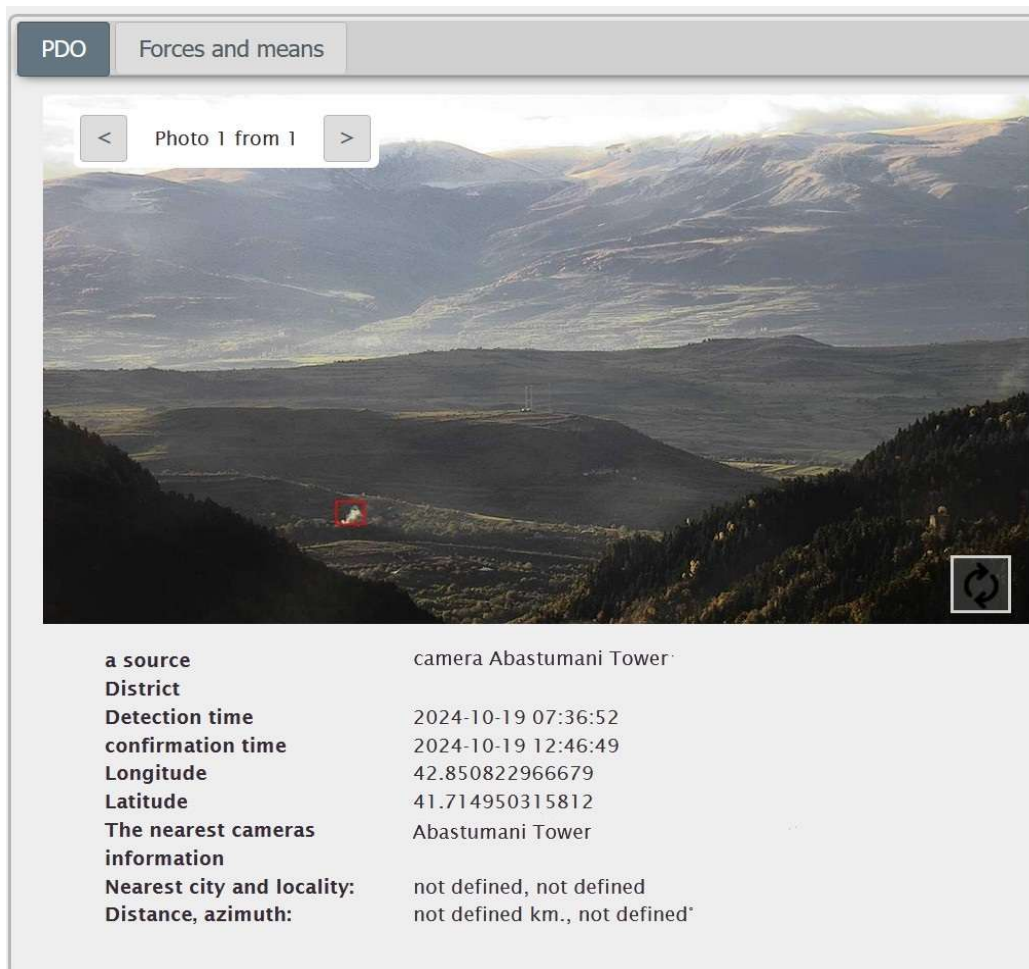 PDO Forces and means
< Photo 1 from 1 >
a source camera Abastumani Tower
District
Detection time 2024-10-19 07:36:52
confirmation time 2024-10-19 12:46:49
Longitude 42.850822966679
Latitude 41.714950315812
The nearest cameras Abastumani Tower
information
Nearest city and locality: not defined, not defined
Distance, azimuth: not defined km., not defined°